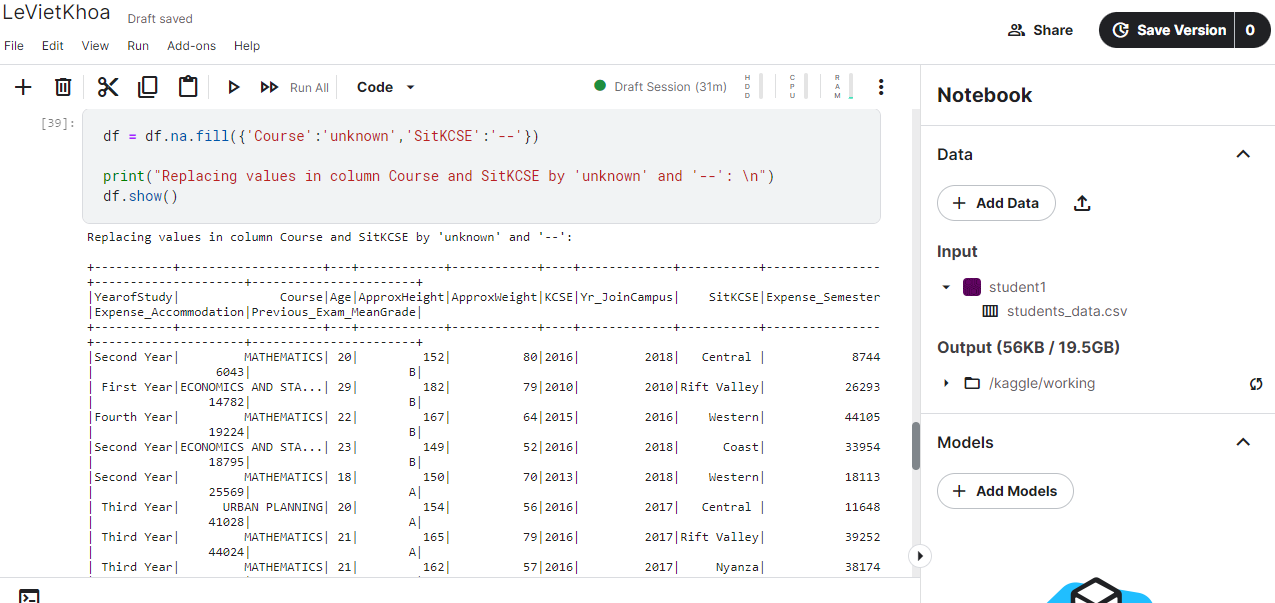 LeVietKhoa
Draft saved
File Edit View Run Add-ons Help
Share
Save Version
0
Run All
Code
Draft Session (31m)
HDD
CPU
RAM
[39]:
df = df.na.fill({'Course':'unknown','SitKCSE':'--'})
print("Replacing values in column Course and SitKCSE by 'unknown' and '--': \n")
df.show()
Replacing values in column Course and SitKCSE by 'unknown' and '--':
+----------+--------------------+---+------------+------------+----+------------+-----------+----------------
+---------------------+------------------------+
|YearofStudy|              Course|Age|ApproxHeight|ApproxWeight|KCSE|Yr_JoinCampus|    SitKCSE|Expense_Semester
|Expense_Accommodation|Previous_Exam_MeanGrade|
+----------+--------------------+---+------------+------------+----+------------+-----------+----------------
+---------------------+------------------------+
|Second Year|         MATHEMATICS| 20|         152|          80|2016|         2018|   Central |            8744
|                 6043|                      B|
| First Year|ECONOMICS AND STA...| 29|         182|          79|2010|         2010|Rift Valley|           26293
|                14782|                      B|
|Fourth Year|         MATHEMATICS| 22|         167|          64|2015|         2016|    Western|           44105
|                19224|                      B|
|Second Year|ECONOMICS AND STA...| 23|         149|          52|2016|         2018|      Coast|           33954
|                18795|                      B|
|Second Year|         MATHEMATICS| 18|         150|          70|2013|         2018|    Western|           18113
|                25569|                      A|
| Third Year|      URBAN PLANNING| 20|         154|          56|2016|         2017|   Central |           11648
|                41028|                      A|
| Third Year|         MATHEMATICS| 21|         165|          79|2016|         2017|Rift Valley|           39252
|                44024|                      A|
| Third Year|         MATHEMATICS| 21|         162|          57|2016|         2017|     Nyanza|           38174
Notebook
Data
+ Add Data
Input
student1
students_data.csv
Output (56KB / 19.5GB)
/kaggle/working
Models
+ Add Models